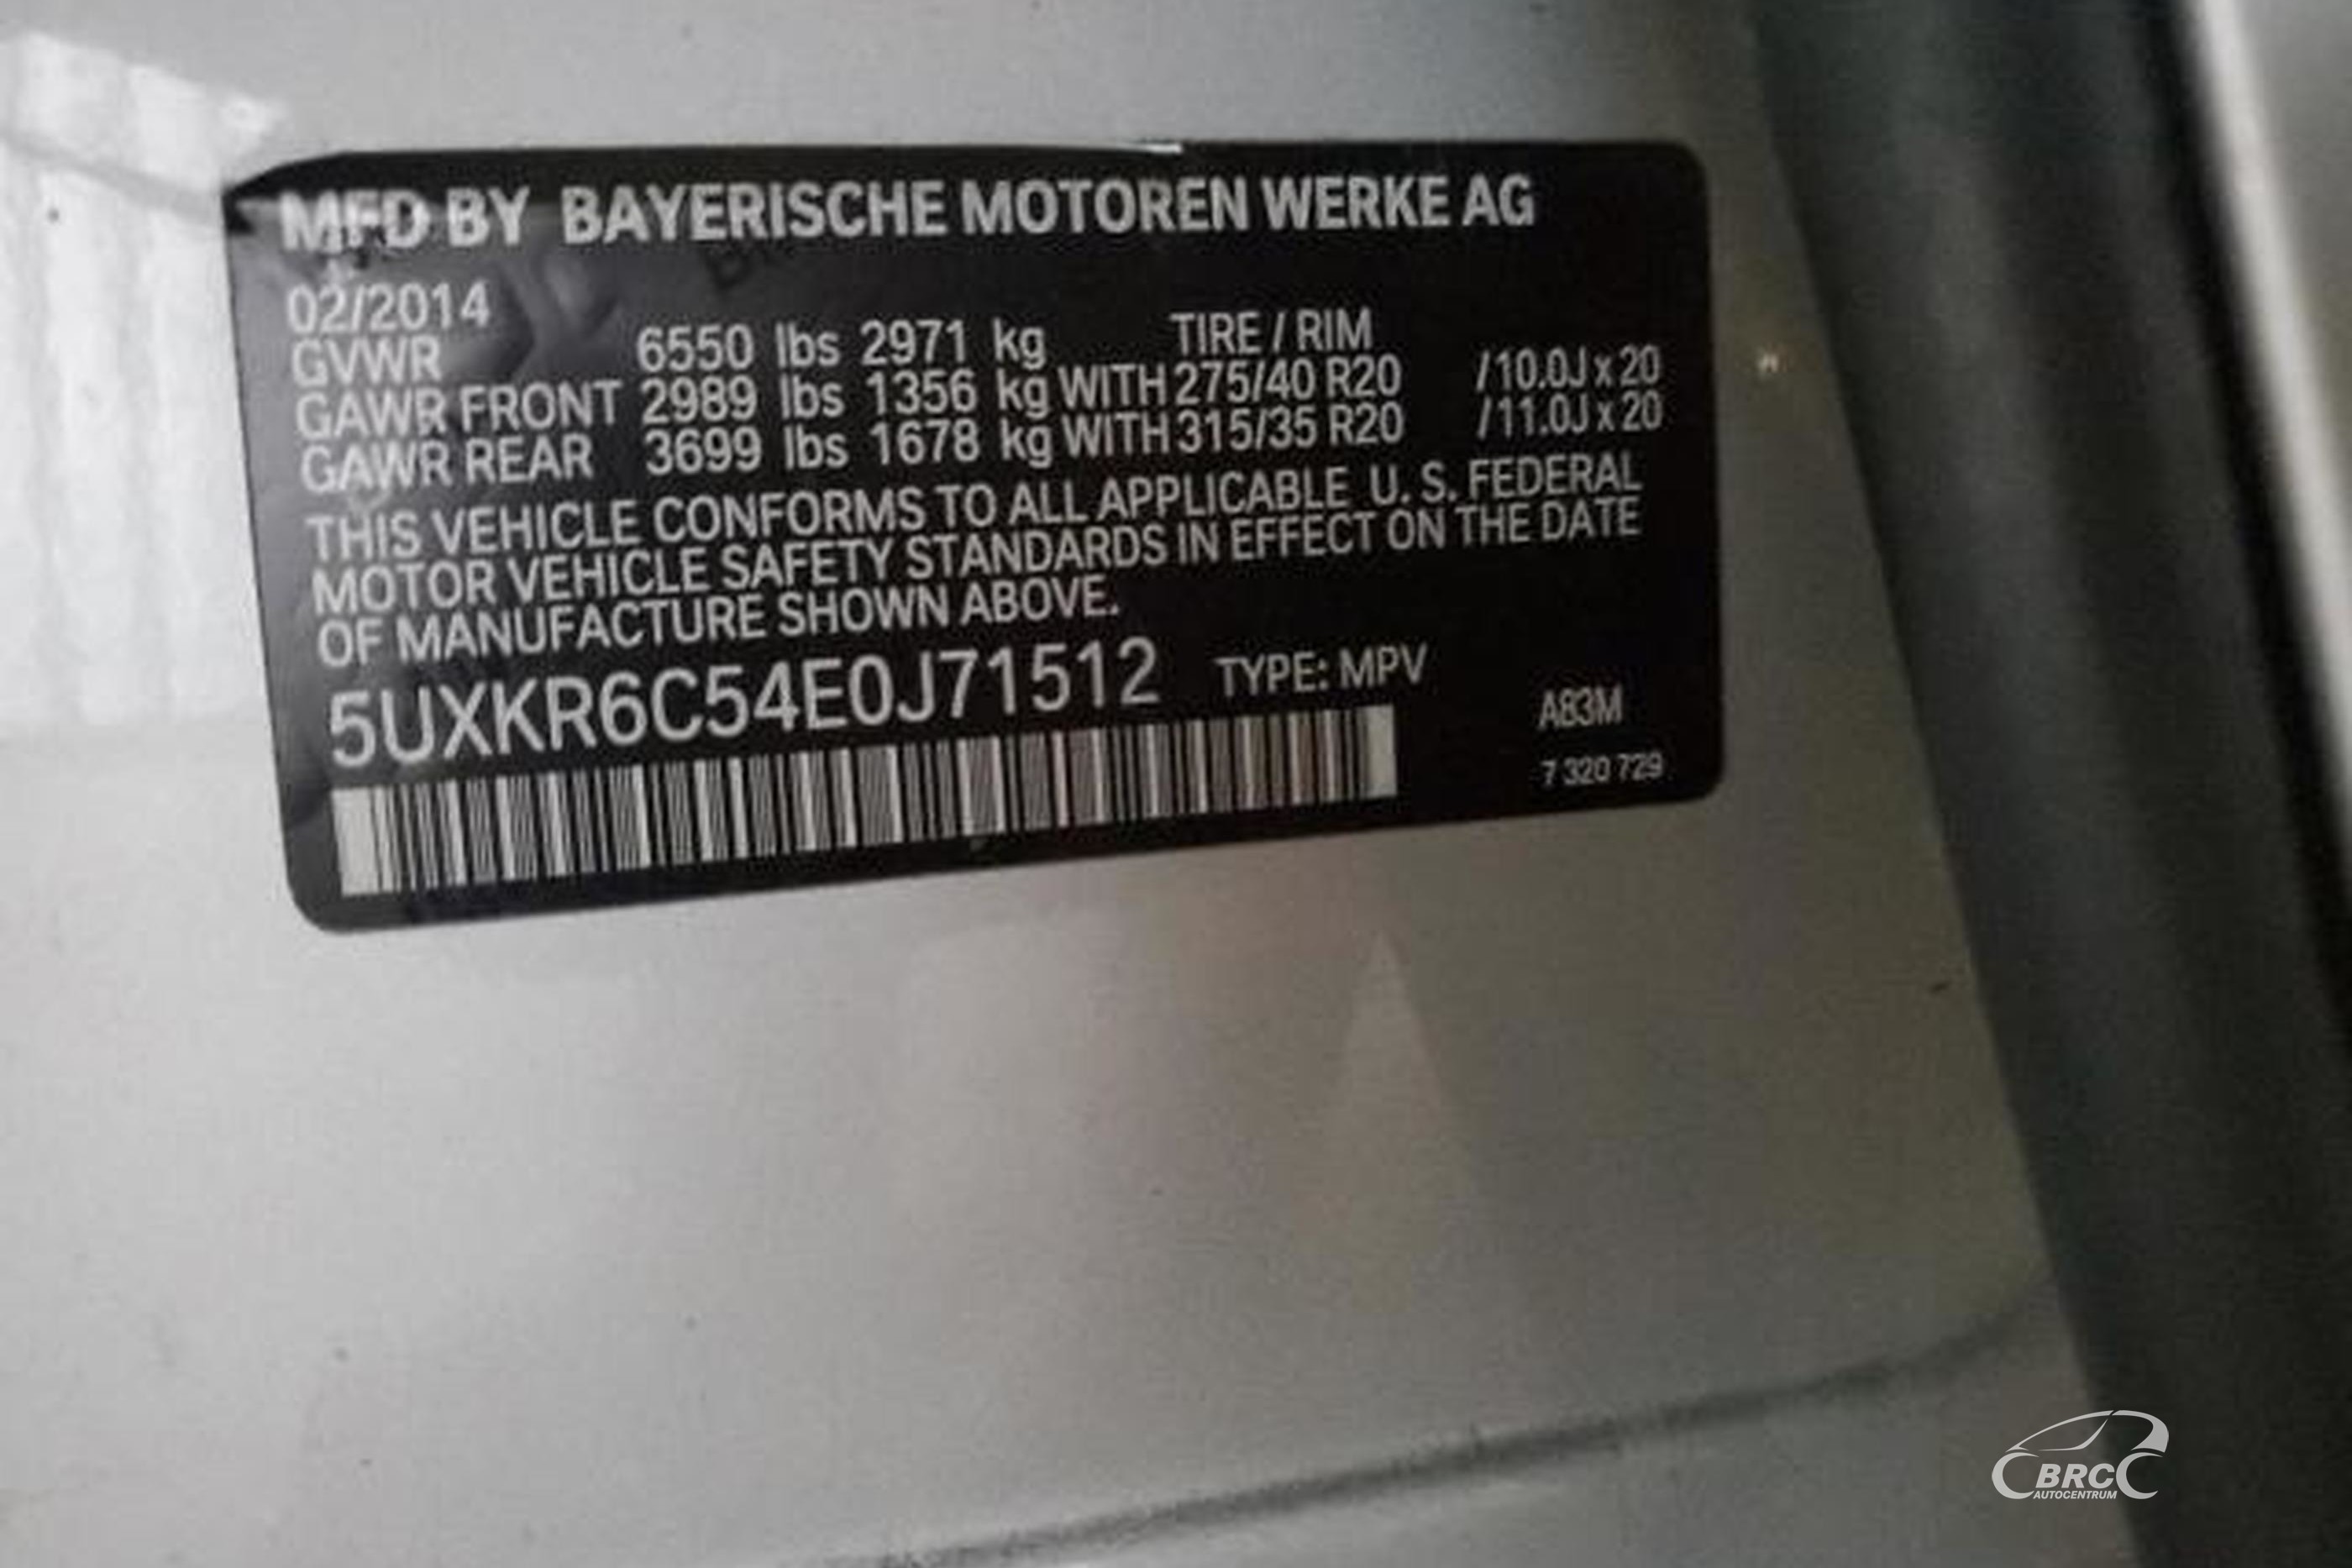 MFD BY BAYERISCHE MOTOREN WERKE AG
02/2014
GVWR 6550 lbs 2971 kg TIRE / RIM
GAWR FRONT 2989 lbs 1356 kg WITH 275/40 R20 /10.0J x 20
GAWR REAR 3699 lbs 1678 kg WITH 315/35 R20 /11.0J x 20
THIS VEHICLE CONFORMS TO ALL APPLICABLE U. S. FEDERAL
MOTOR VEHICLE SAFETY STANDARDS IN EFFECT ON THE DATE
OF MANUFACTURE SHOWN ABOVE.
5UXKR6C54E0J71512 TYPE: MPV
A83M
7 320 729
BRC
AUTOCENTRUM